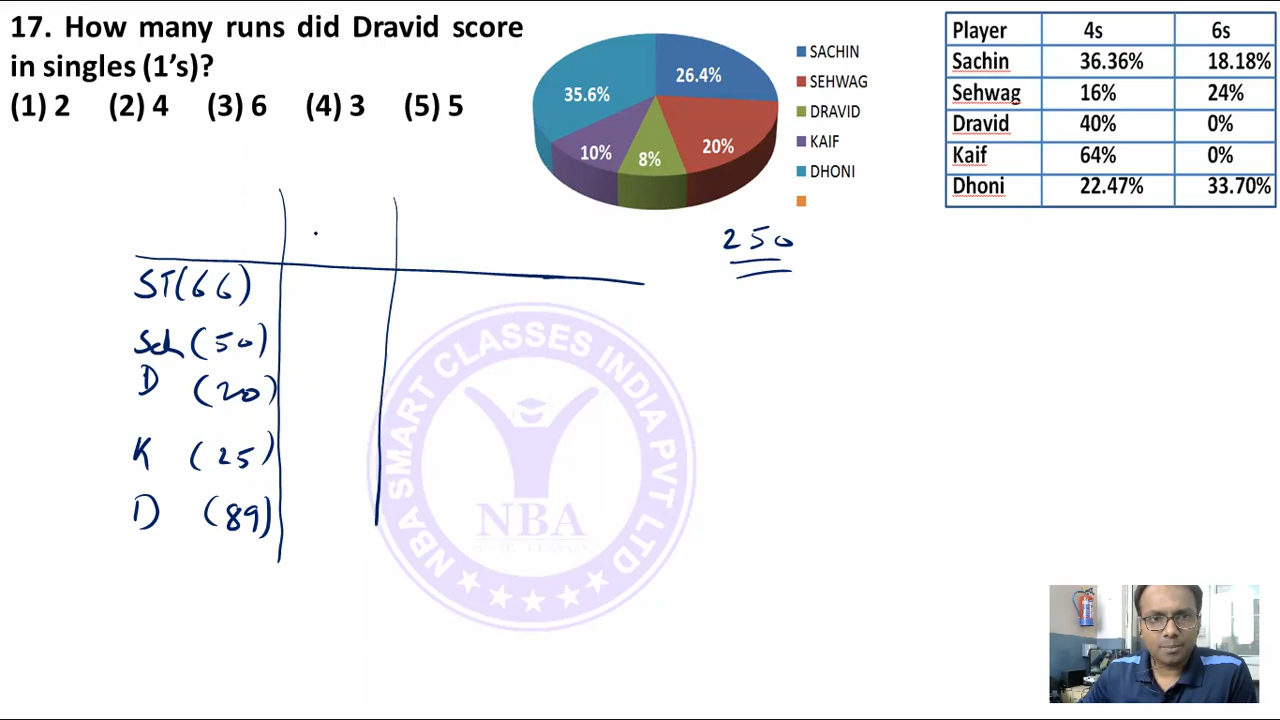 17. How many runs did Dravid score
in singles (1's)?
(1) 2 (2) 4 (3) 6 (4) 3 (5) 5
26.4%
20%
8%
10%
35.6%
SACHIN
SEHWAG
DRAVID
KAIF
DHONI
Player 4s 6s
Sachin 36.36% 18.18%
Sehwag 16% 24%
Dravid 40% 0%
Kaif 64% 0%
Dhoni 22.47% 33.70%
250
ST(66)
Seh (50)
D (20)
K (25)
D (89)
NBA SMART CLASSES INDIA PVT LTD
NBA